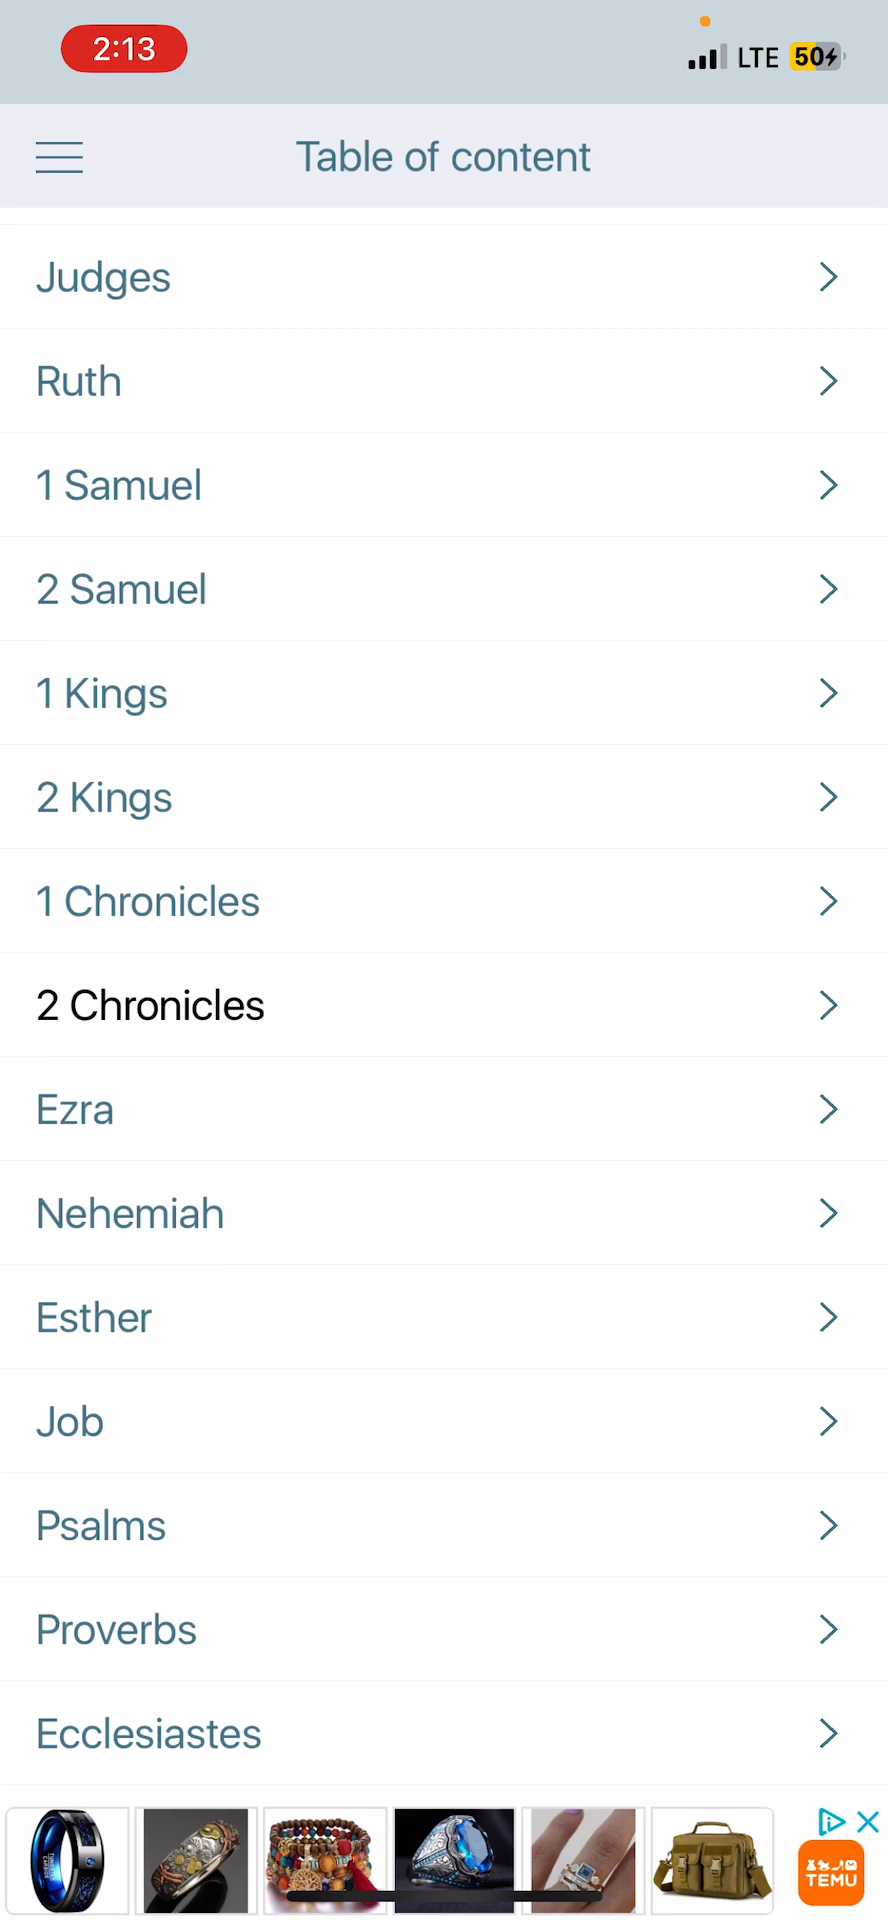 2:13
LTE 50
Table of content
Judges
Ruth
1 Samuel
2 Samuel
1 Kings
2 Kings
1 Chronicles
2 Chronicles
Ezra
Nehemiah
Esther
Job
Psalms
Proverbs
Ecclesiastes
TEMU